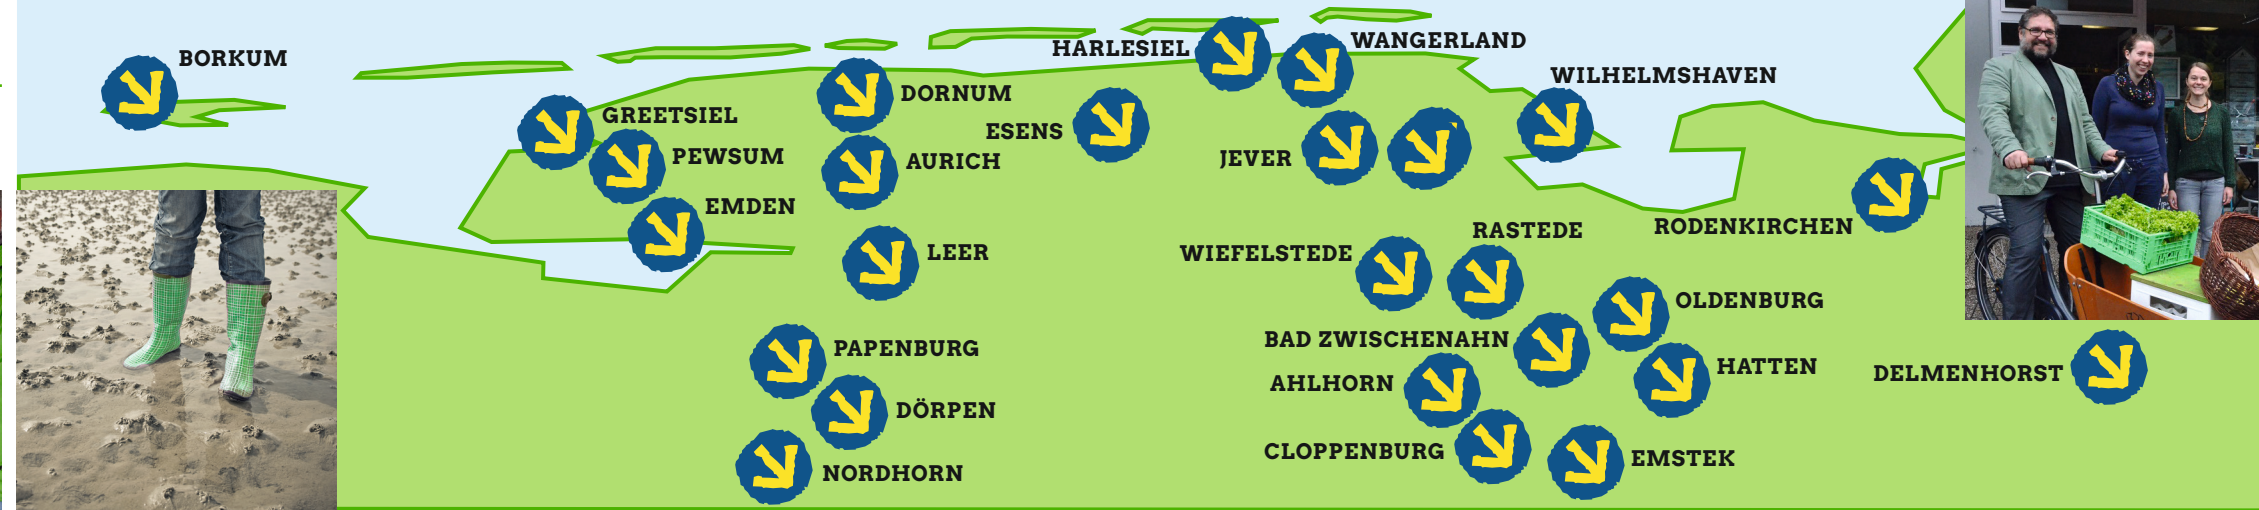 BORKUM
HARLESIEL
WANGERLAND
WILHELMSHAVEN
DORNUM
GREETSIEL
ESENS
PEWSUM
AURICH
JEVER
EMDEN
RASTEDE
RODENKIRCHEN
LEER
WIEFELSTEDE
OLDENBURG
BAD ZWISCHENAHN
PAPENBURG
HATTEN
DELMENHORST
AHLHORN
DÖRPEN
CLOPPENBURG
EMSTEK
NORDHORN